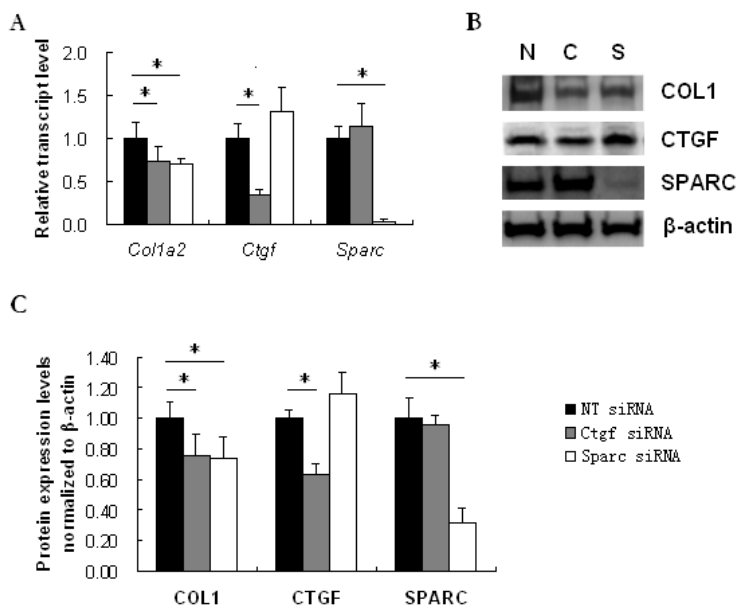 A
Relative transcript level
2.0
1.5
1.0
0.5
0.0
*
*
*
*
Col1a2
Ctgf
Sparc
B
N C S
COL1
CTGF
SPARC
β-actin
C
Protein expression levels
normalized to β-actin
1.40
1.20
1.00
0.80
0.60
0.40
0.20
0.00
*
*
*
*
COL1
CTGF
SPARC
NT siRNA
Ctgf siRNA
Sparc siRNA